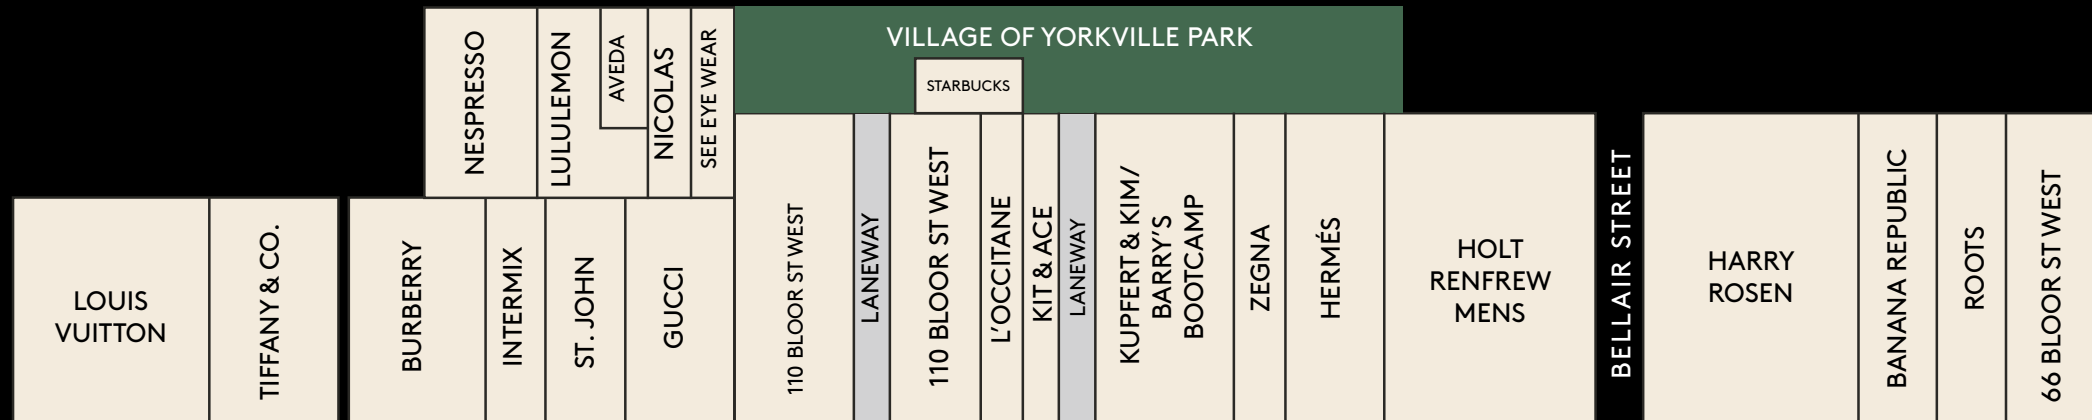 NESPRESSO
LULULEMON
AVEDA
NICOLAS
SEE EYE WEAR
VILLAGE OF YORKVILLE PARK
STARBUCKS
LOUIS
VUITTON
TIFFANY & CO.
BURBERRY
INTERMIX
ST. JOHN
GUCCI
110 BLOOR ST WEST
LANEWAY
110 BLOOR ST WEST
L'OCCITANE
KIT & ACE
LANEWAY
KUPFERT & KIM/
BARRY'S
BOOTCAMP
ZEGNA
HERMÉS
HOLT
RENFREW
MENS
BELLAIR STREET
HARRY
ROSEN
BANANA REPUBLIC
ROOTS
66 BLOOR ST WEST